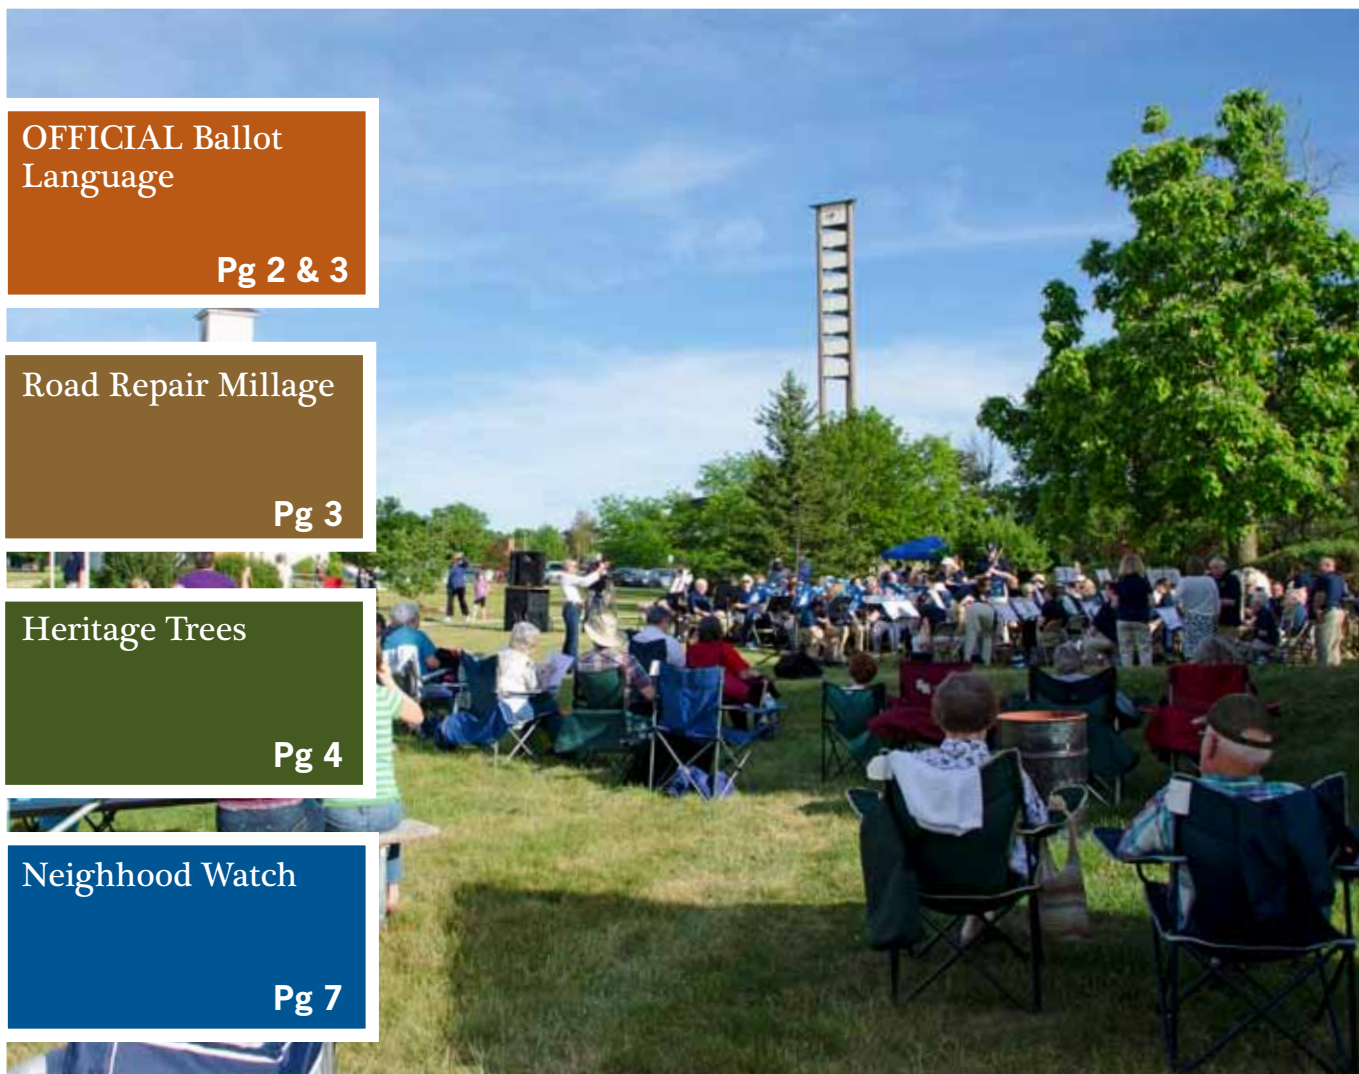 OFFICIAL Ballot
Language
Pg 2 & 3
Road Repair Millage
Pg 3
Heritage Trees
Pg 4
Neighhood Watch
Pg 7